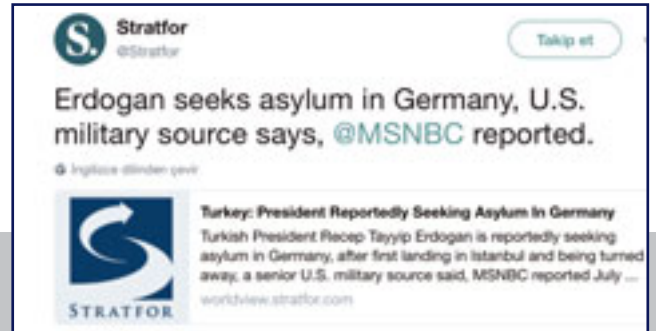 Stratfor
@Stratfor
Takip et
Erdogan seeks asylum in Germany, U.S.
military source says, @MSNBC reported.
İngilizce dilinden çevir
Turkey: President Reportedly Seeking Asylum In Germany
Turkish President Recep Tayyip Erdogan is reportedly seeking
asylum in Germany, after first landing in Istanbul and being turned
away, a senior U.S. military source said, MSNBC reported July ...
worldview.stratfor.com
STRATFOR